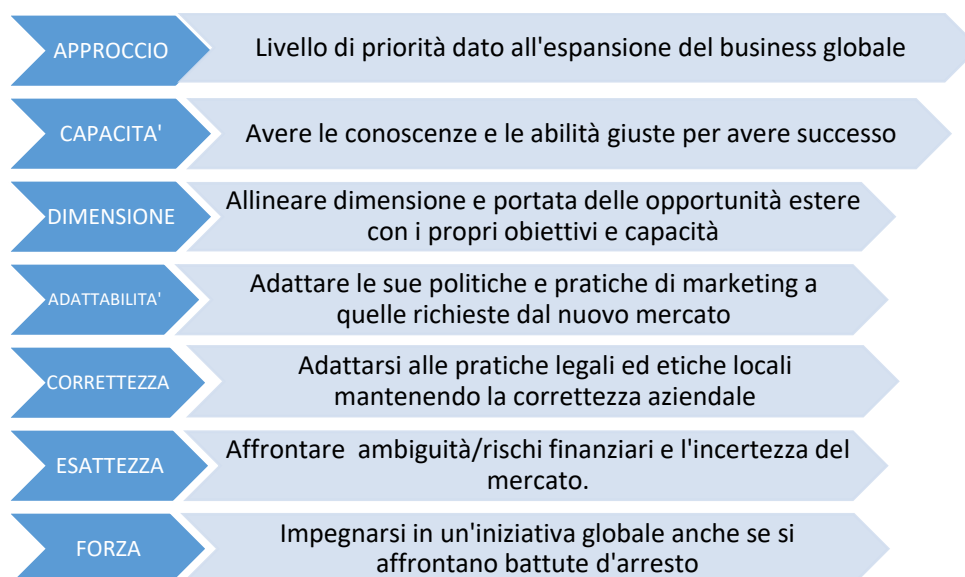 APPROCCIO
Livello di priorità dato all'espansione del business globale
CAPACITA'
Avere le conoscenze e le abilità giuste per avere successo
DIMENSIONE
Allineare dimensione e portata delle opportunità estere
con i propri obiettivi e capacità
ADATTABILITA'
Adattare le sue politiche e pratiche di marketing a
quelle richieste dal nuovo mercato
CORRETTEZZA
Adattarsi alle pratiche legali ed etiche locali
mantenendo la correttezza aziendale
ESATTEZZA
Affrontare ambiguità/rischi finanziari e l'incertezza del
mercato.
FORZA
Impegnarsi in un'iniziativa globale anche se si
affrontano battute d'arresto